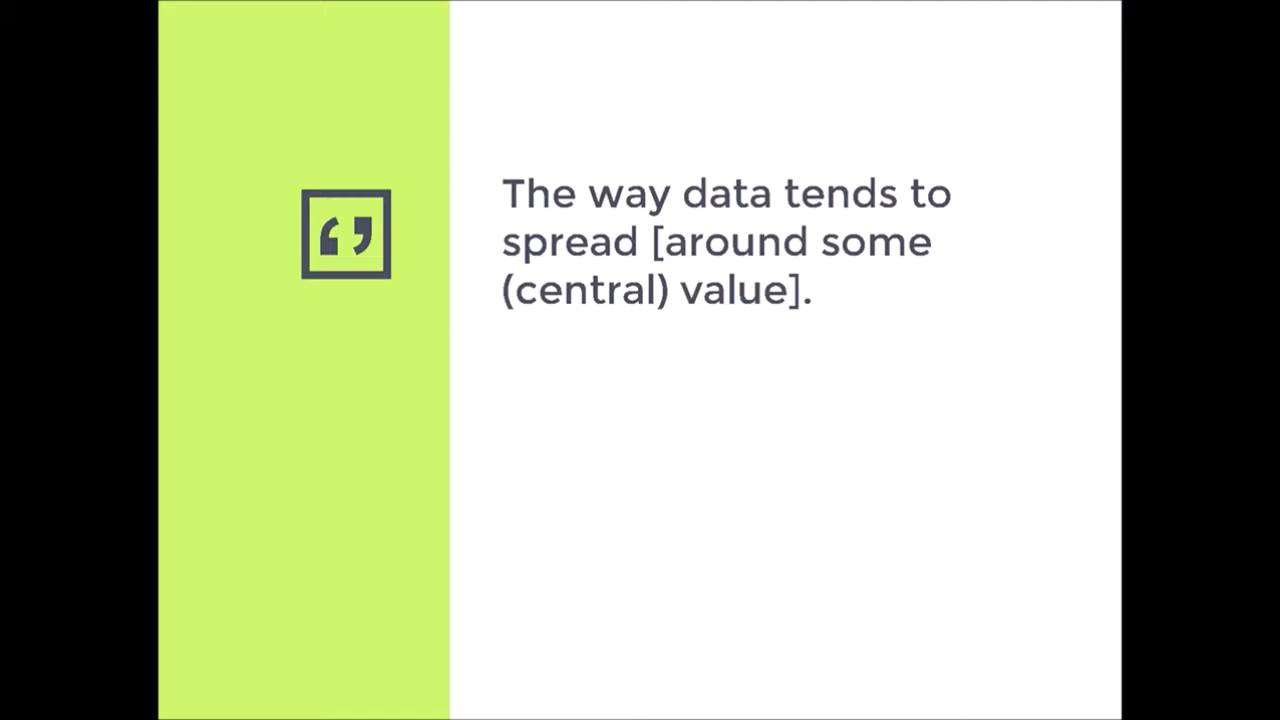 The way data tends to
spread [around some
(central) value].